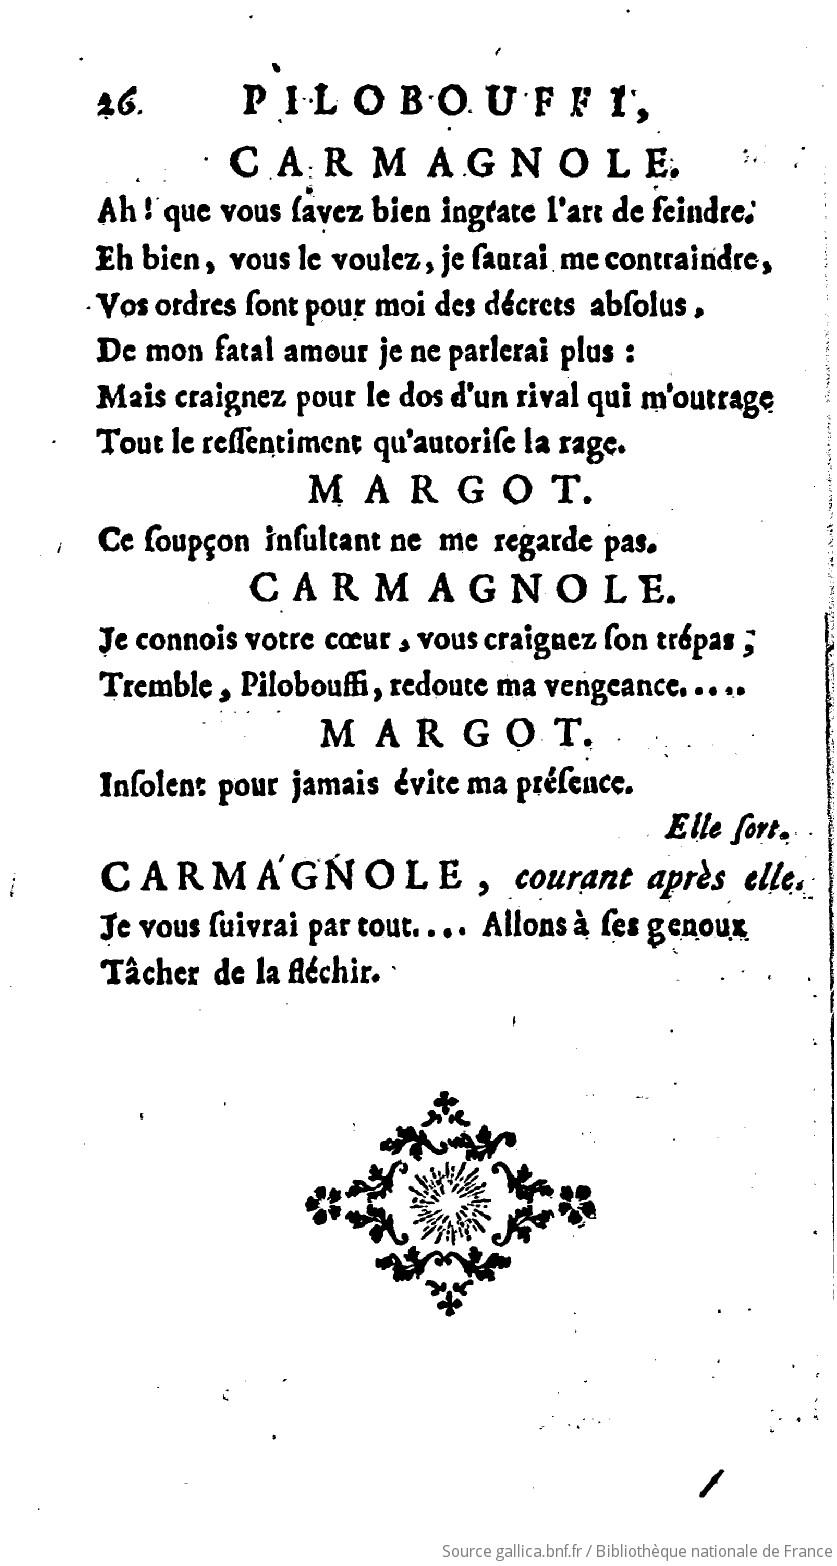 26. PILOBOUFFI,
CARMAGNOLE.
Ah ! que vous ſavez bien ingrate l'art de feindre.
Eh bien, vous le voulez, je ſaurai me contraindre,
Vos ordres ſont pour moi des décrets abſolus,
De mon fatal amour je ne parlerai plus :
Mais craignez pour le dos d'un rival qui m'outrage
Tout le reſſentiment qu'autoriſe la rage.
MARGOT.
Ce ſoupçon inſultant ne me regarde pas.
CARMAGNOLE.
Je connois votre cœur, vous craignez ſon trépas ;
Tremble, Pilobouffi, redoute ma vengeance.....
MARGOT.
Inſolent pour jamais évite ma préſence.
Elle ſort.
CARMAGNOLE, courant après elle.
Je vous ſuivrai par tout.... Allons à ſes genoux
Tâcher de la fléchir.
Source gallica.bnf.fr / Bibliothèque nationale de France